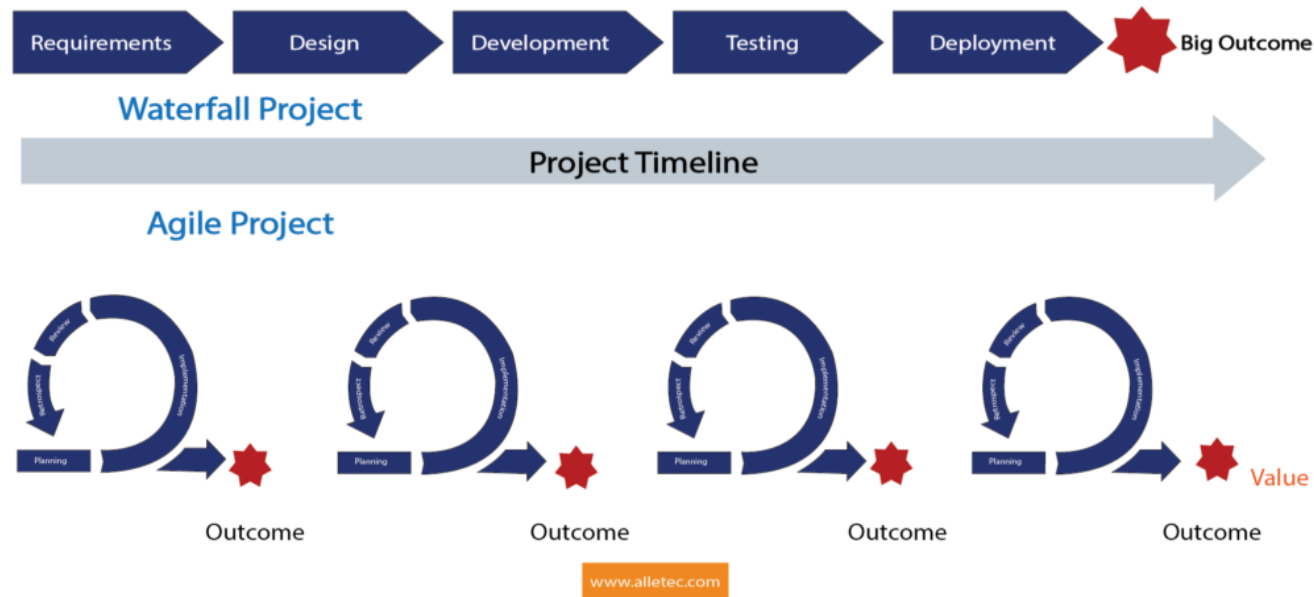 Requirements
Design
Development
Testing
Deployment
Big Outcome
Waterfall Project
Project Timeline
Agile Project
Review
Retrospect
Implementation
Planning
Review
Retrospect
Implementation
Planning
Review
Retrospect
Implementation
Planning
Review
Retrospect
Implementation
Planning
Value
Outcome
Outcome
Outcome
Outcome
www.alletec.com